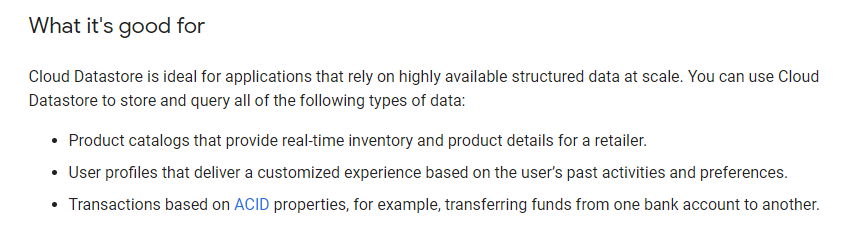 What it's good for
Cloud Datastore is ideal for applications that rely on highly available structured data at scale. You can use Cloud
Datastore to store and query all of the following types of data:
• Product catalogs that provide real-time inventory and product details for a retailer.
• User profiles that deliver a customized experience based on the user's past activities and preferences.
• Transactions based on ACID properties, for example, transferring funds from one bank account to another.